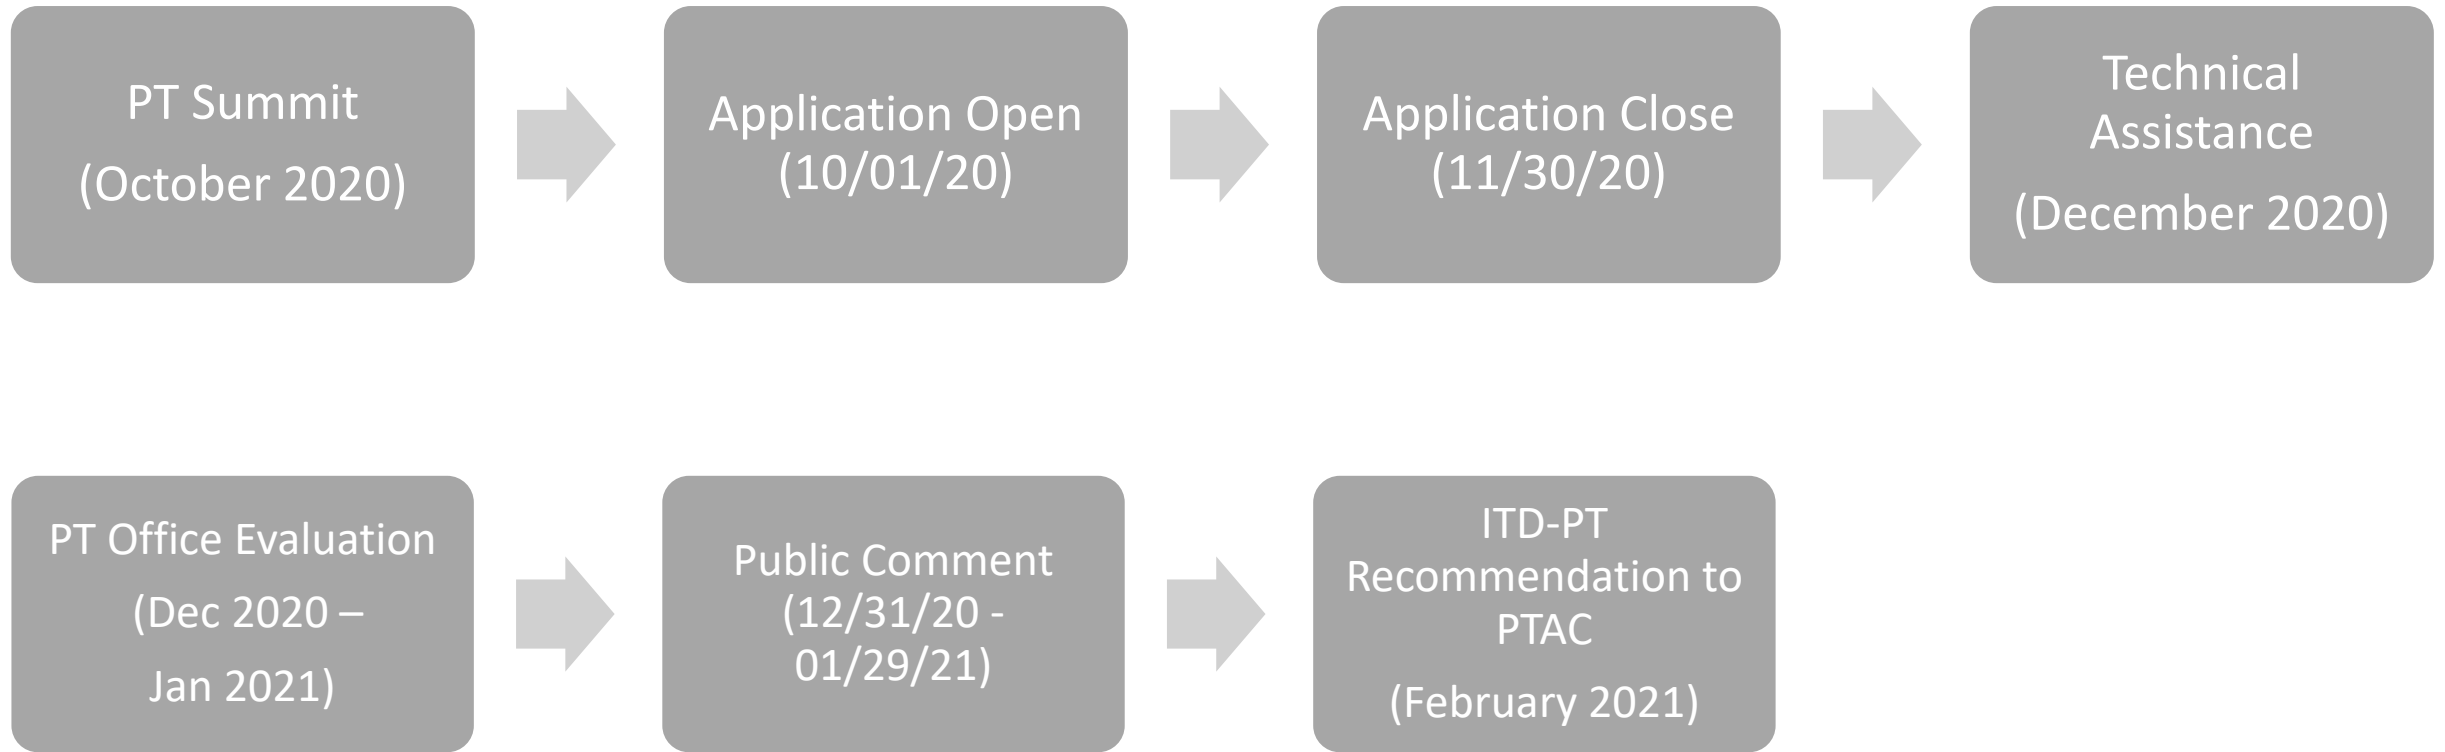 PT Summit
(October 2020)
Application Open
(10/01/20)
Application Close
(11/30/20)
Technical
Assistance
(December 2020)
PT Office Evaluation
(Dec 2020 –
Jan 2021)
Public Comment
(12/31/20 -
01/29/21)
ITD-PT
Recommendation to
PTAC
(February 2021)